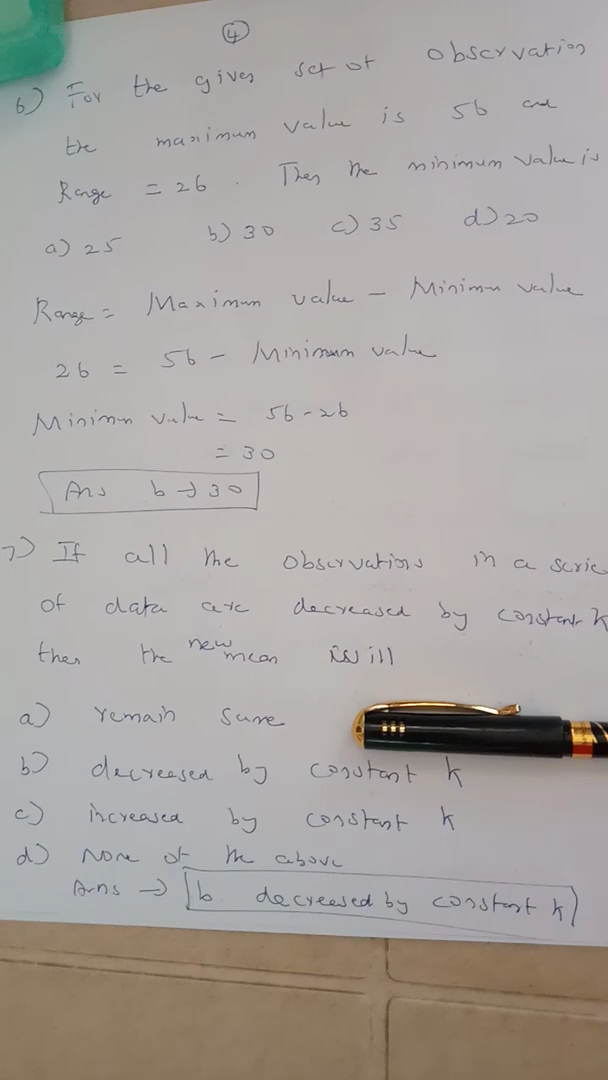 4
6) For the given set of observation
the maximum value is 56 and
Range = 26. Then the minimum value is
a) 25 b) 30 c) 35 d) 20
Range = Maximum value - Minimum value
26 = 56 - Minimum value
Minimum value = 56 - 26
= 30
Ans b → 30
7) If all the observations in a serie
of data are decreased by constant k
then the new mean will
a) remain same
b) decreased by constant k
c) increased by constant k
d) None of the above
Ans → b decreased by constant k